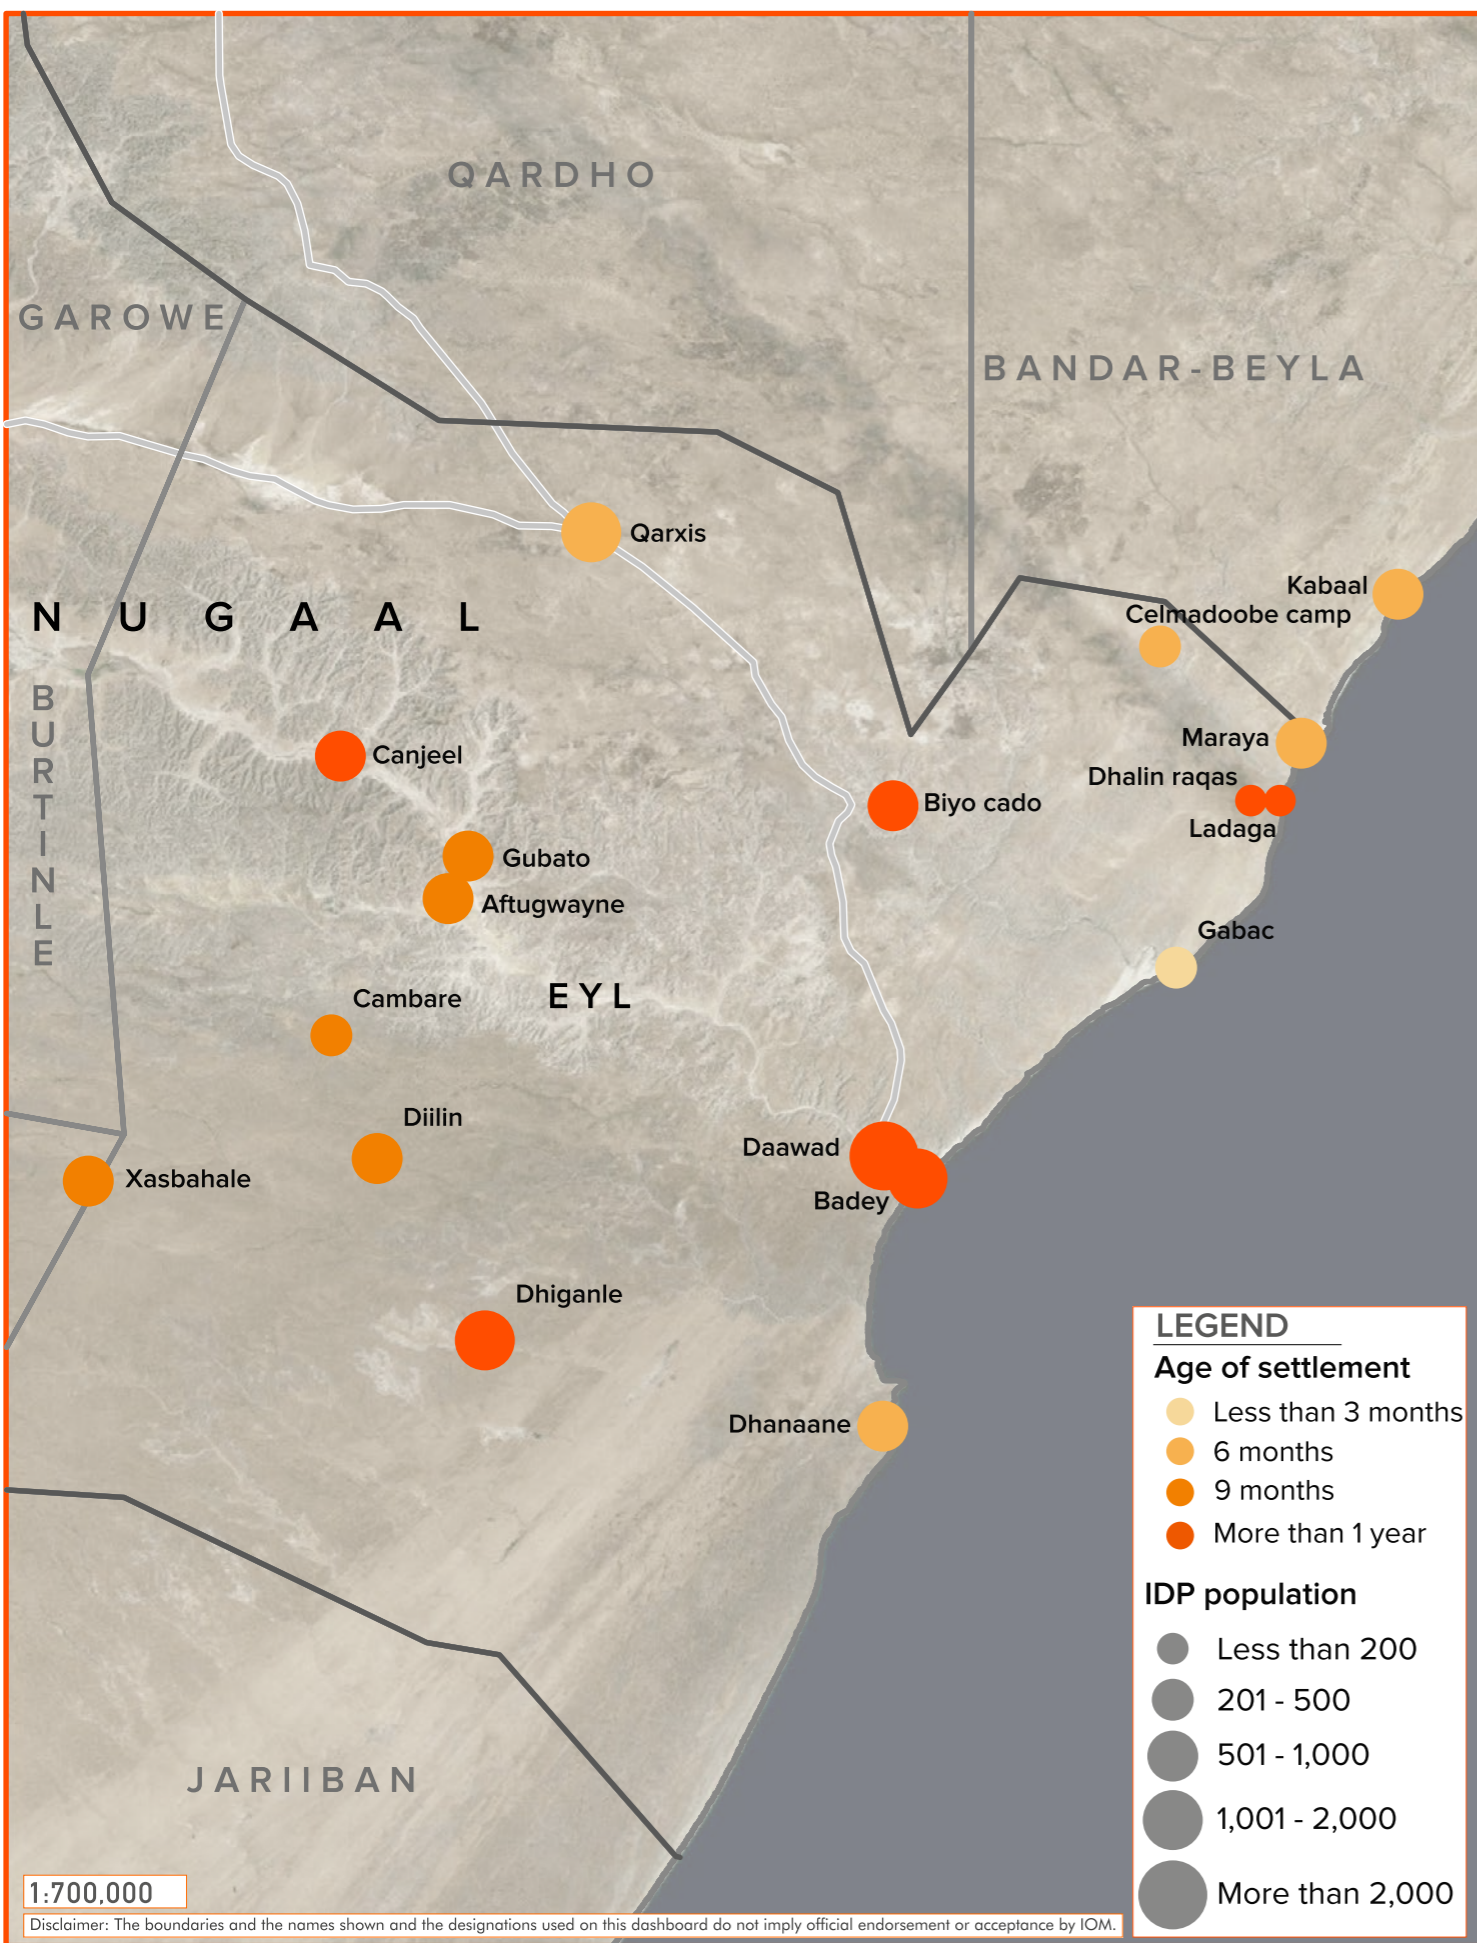 QARDHO
GAROWE
BANDAR-BEYLA
Qarxis
Kabaal
Celmadoobe camp
NUGAAL
BURTINLE
Maraya
Canjeel
Dhalin raqas
Biyo cado
Ladaga
Gubato
Aftugwayne
Gabac
Cambare
EYL
Diilin
Daawad
Xasbahale
Badey
Dhiganle
Dhanaane
JARIIBAN
LEGEND
Age of settlement
Less than 3 months
6 months
9 months
More than 1 year
IDP population
Less than 200
201 - 500
501 - 1,000
1,001 - 2,000
More than 2,000
1:700,000
Disclaimer: The boundaries and the names shown and the designations used on this dashboard do not imply official endorsement or acceptance by IOM.